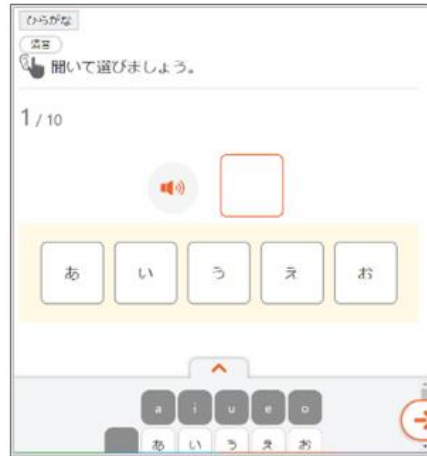 ひらがな
清音
聞いて選びましょう。
1 / 10
あ い う え お
a i u e o
あ い う え お